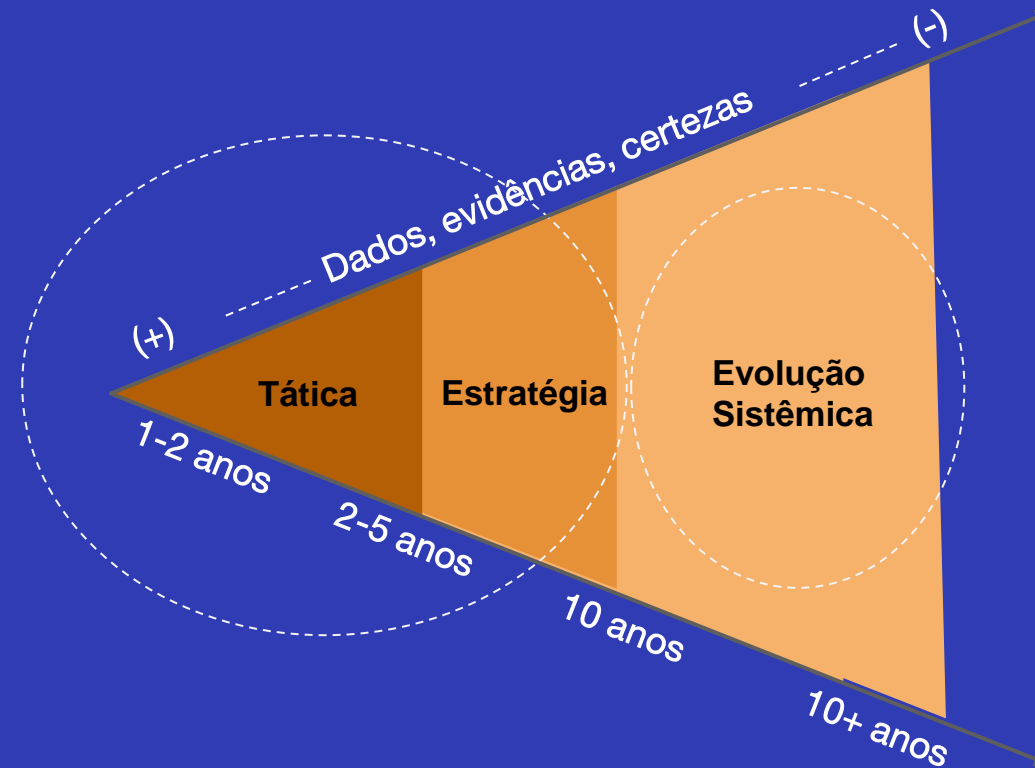 (-)
Dados, evidências, certezas
(+)
Tática
Estratégia
Evolução
Sistêmica
1-2 anos
2-5 anos
10 anos
10+ anos